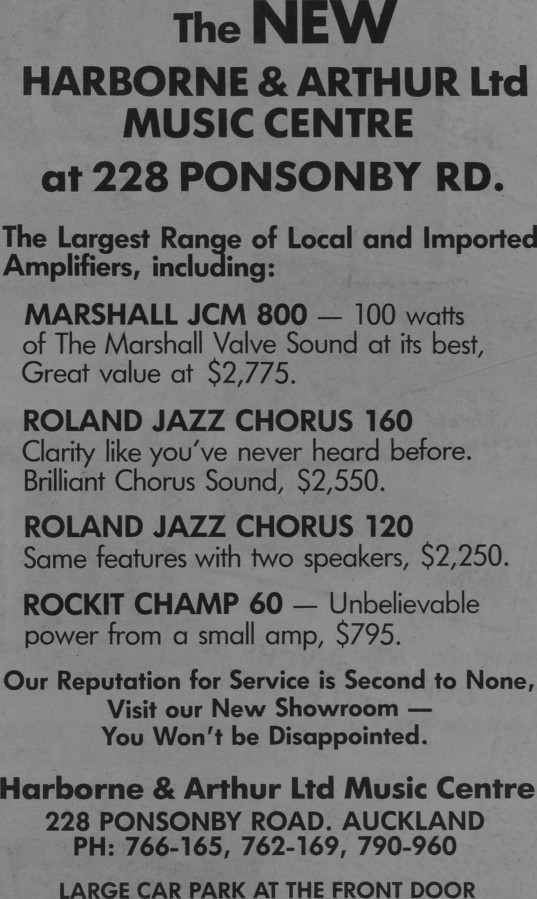 The NEW
HARBORNE & ARTHUR Ltd
MUSIC CENTRE
at 228 PONSONBY RD.
The Largest Range of Local and Imported
Amplifiers, including:
MARSHALL JCM 800 — 100 watts
of The Marshall Valve Sound at its best,
Great value at $2,775.
ROLAND JAZZ CHORUS 160
Clarity like you've never heard before.
Brilliant Chorus Sound, $2,550.
ROLAND JAZZ CHORUS 120
Same features with two speakers, $2,250.
ROCKIT CHAMP 60 — Unbelievable
power from a small amp, $795.
Our Reputation for Service is Second to None,
Visit our New Showroom —
You Won't be Disappointed.
Harborne & Arthur Ltd Music Centre
228 PONSONBY ROAD. AUCKLAND
PH: 766-165, 762-169, 790-960
LARGE CAR PARK AT THE FRONT DOOR